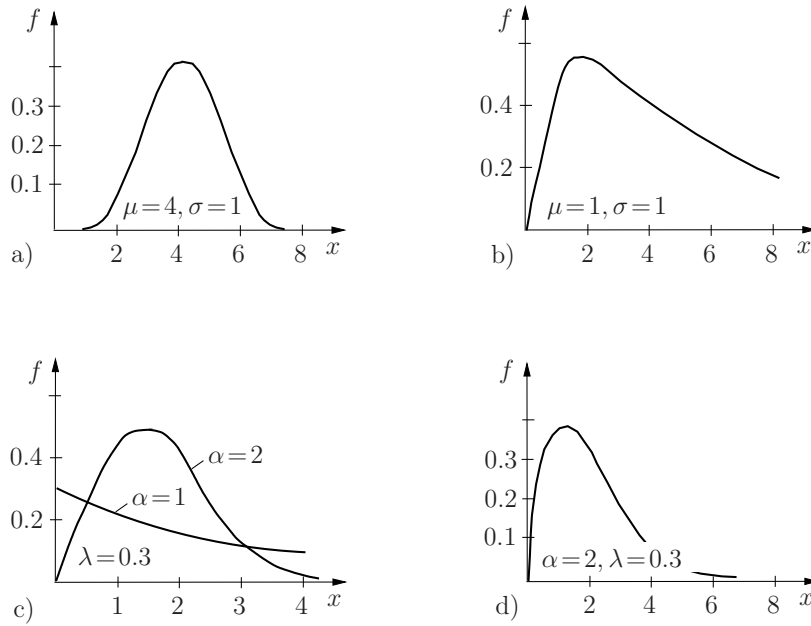 f
0.3
0.2
0.1
μ=4, σ=1
2 4 6 8 x
a)
f
0.4
0.2
μ=1, σ=1
2 4 6 8 x
b)
f
0.4
0.2
α=2
α=1
λ=0.3
1 2 3 4 x
c)
f
0.3
0.2
0.1
α=2, λ=0.3
2 4 6 8 x
d)